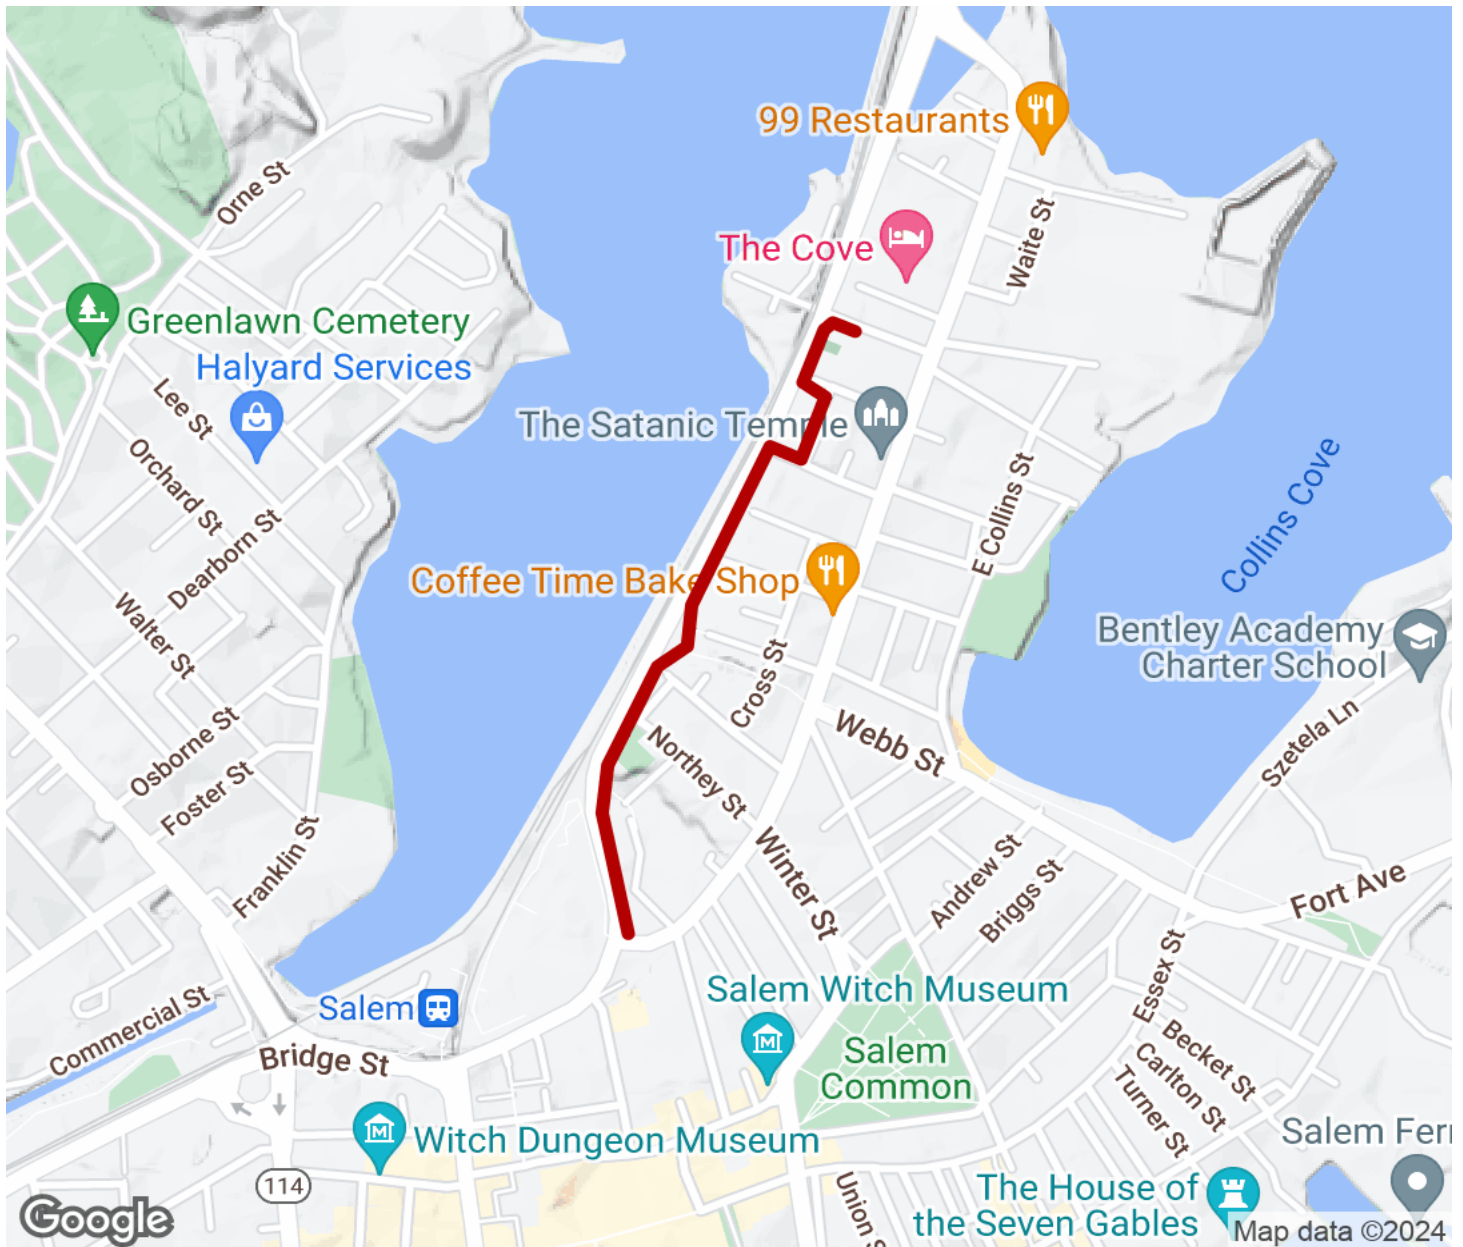 99 Restaurants
Orne St
Waite St
The Cove
Greenlawn Cemetery
Halyard Services
Lee St
The Satanic Temple
Orchard St
E Collins St
Collins Cove
Dearborn St
Coffee Time Bake Shop
Walter St
Bentley Academy
Charter School
Cross St
Osborne St
Northey St
Webb St
Szetela Ln
Foster St
Franklin St
Winter St
Andrew St
Briggs St
Fort Ave
Essex St
Commercial St
Salem
Salem Witch Museum
Bridge St
Salem
Common
Becket St
Carlton St
Turner St
Witch Dungeon Museum
Salem Ferr
114
Union S
The House of
the Seven Gables
Google
Map data ©2024